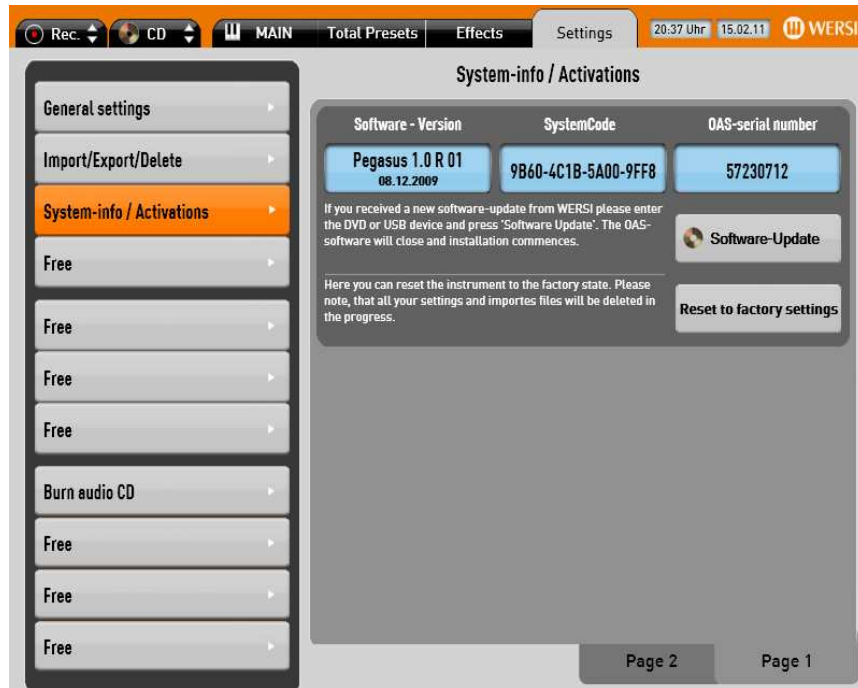 Rec. CD MAIN Total Presets Effects Settings 20:37 Uhr 15.02.11 WERSI
System-info / Activations
General settings
Import/Export/Delete
System-info / Activations
Free
Free
Free
Free
Burn audio CD
Free
Free
Free
Software - Version SystemCode OAS-serial number
Pegasus 1.0 R 01
08.12.2009
9B60-4C1B-5A00-9FF8
57230712
If you received a new software-update from WERSI please enter
the DVD or USB device and press 'Software Update'. The OAS-
software will close and installation commences.
Software-Update
Here you can reset the instrument to the factory state. Please
note, that all your settings and importes files will be deleted in
the progress.
Reset to factory settings
Page 2 Page 1